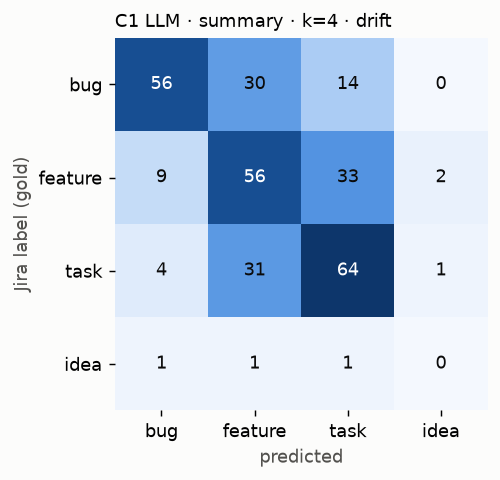 C1 LLM · summary · k=4 · drift
Jira label (gold)
bug 56 30 14 0
feature 9 56 33 2
task 4 31 64 1
idea 1 1 1 0
bug feature task idea
predicted